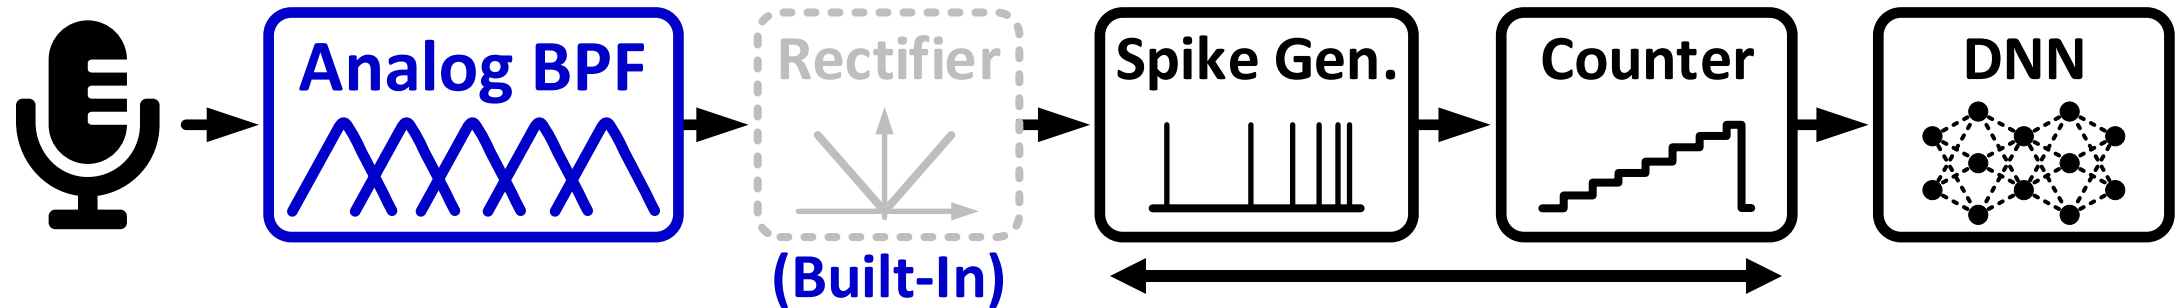 Analog BPF
Rectifier
(Built-In)
Spike Gen.
Counter
DNN